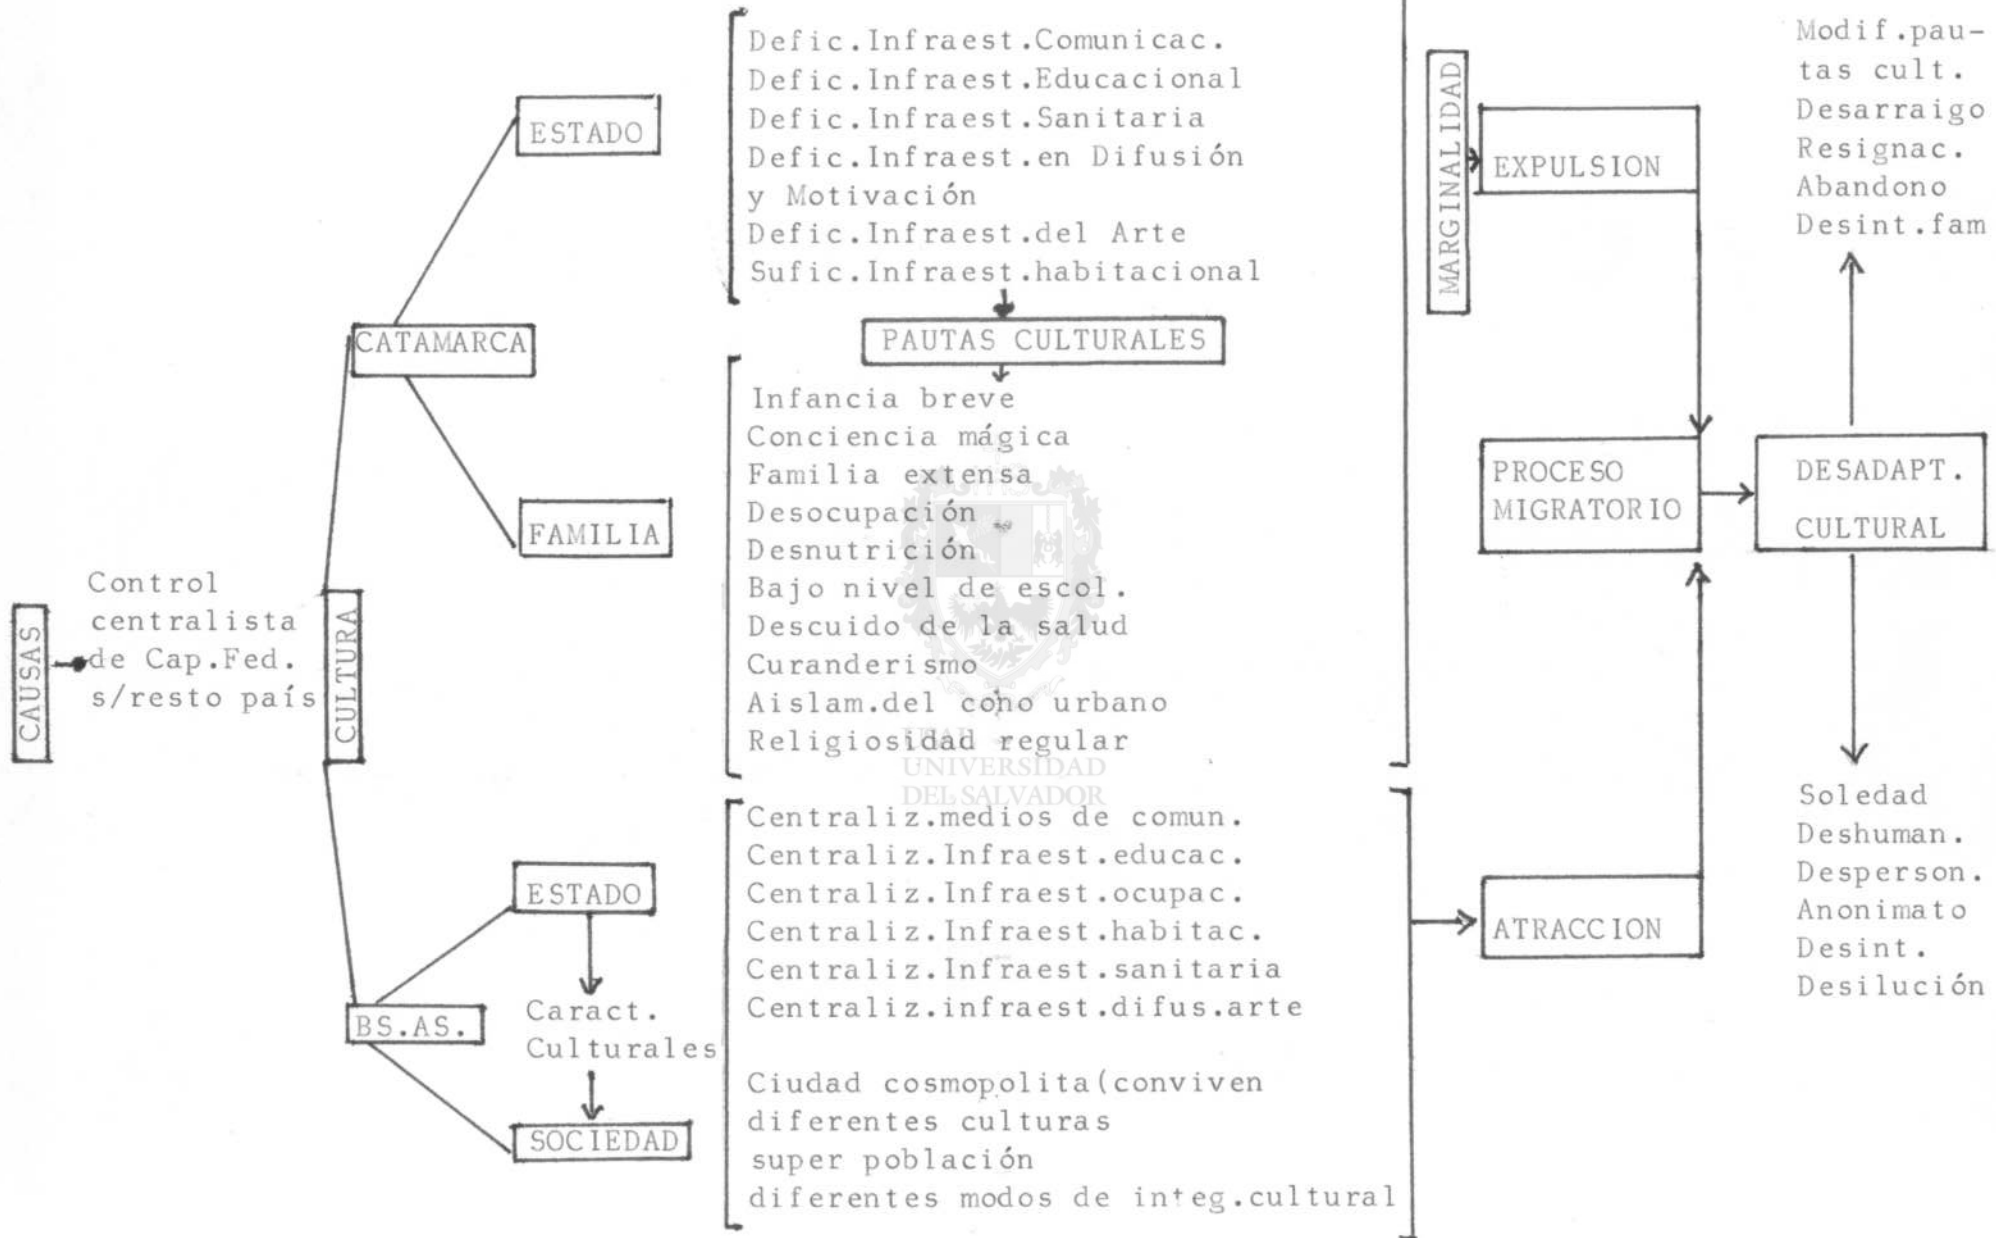 CAUSAS
Control
centralista
de Cap.Fed.
s/resto país
CULTURA
CATAMARCA
ESTADO
Defic.Infraest.Comunicac.
Defic.Infraest.Educacional
Defic.Infraest.Sanitaria
Defic.Infraest.en Difusión
y Motivación
Defic.Infraest.del Arte
Sufic.Infraest.habitacional
PAUTAS CULTURALES
FAMILIA
Infancia breve
Conciencia mágica
Familia extensa
Desocupación
Desnutrición
Bajo nivel de escol.
Descuido de la salud
Curanderismo
Aislam.del cono urbano
Religiosidad regular
UNIVERSIDAD
DEL SALVADOR
BS.AS.
ESTADO
Caract.
Culturales
SOCIEDAD
Centraliz.medios de comun.
Centraliz.Infraest.educac.
Centraliz.Infraest.ocupac.
Centraliz.Infraest.habitac.
Centraliz.Infraest.sanitaria
Centraliz.infraest.difus.arte
Ciudad cosmopolita(conviven
diferentes culturas
super población
diferentes modos de integ.cultural
MARGINALIDAD
EXPULSION
PROCESO
MIGRATORIO
ATRACCION
DESADAPT.
CULTURAL
Modif.pau-
tas cult.
Desarraigo
Resignac.
Abandono
Desint.fam
Soledad
Deshuman.
Desperson.
Anonimato
Desint.
Desilución